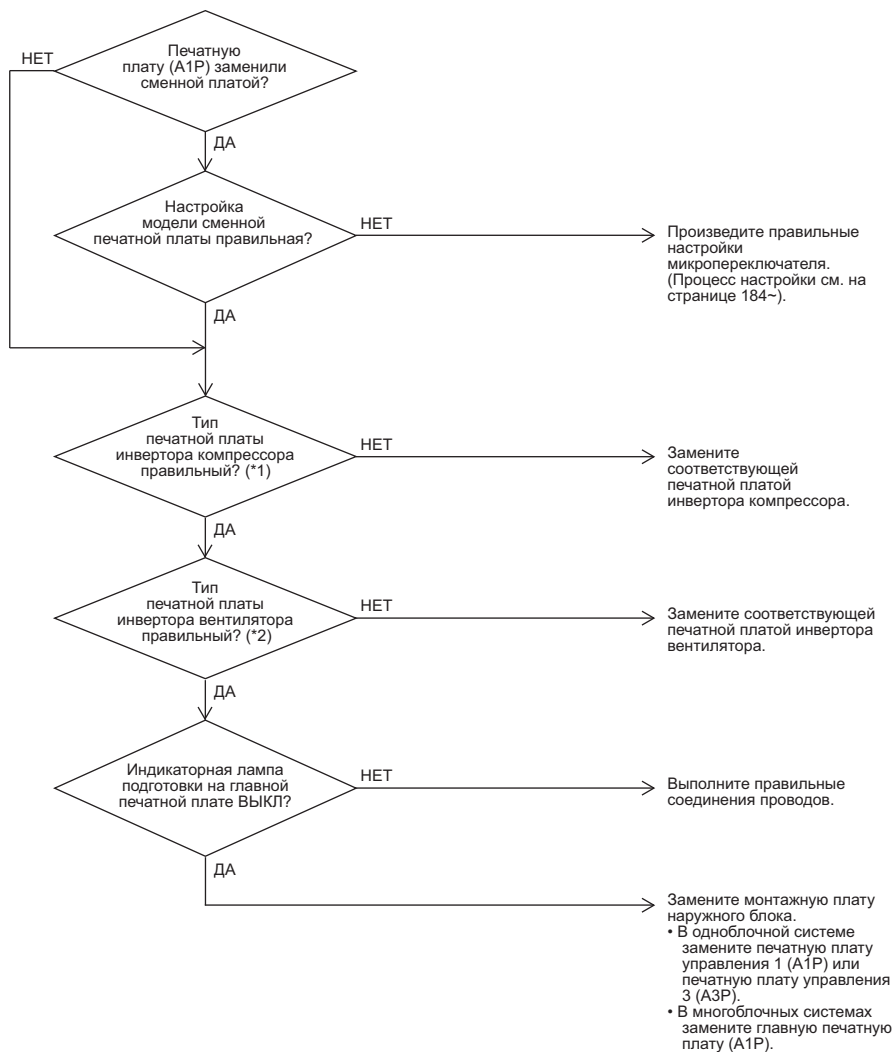 Печатную
плату (A1P) заменили
сменной платой?
НЕТ
ДА
Настройка
модели сменной
печатной платы правильная?
НЕТ
Произведите правильные
настройки
микропереключателя.
(Процесс настройки см. на
странице 184~).
ДА
Тип
печатной платы
инвертора компрессора
правильный? (*1)
НЕТ
Замените
соответствующей
печатной платой
инвертора компрессора.
ДА
Тип
печатной платы
инвертора вентилятора
правильный? (*2)
НЕТ
Замените соответствующей
печатной платой инвертора
вентилятора.
ДА
Индикаторная лампа
подготовки на главной
печатной плате ВЫКЛ?
НЕТ
Выполните правильные
соединения проводов.
ДА
Замените монтажную плату
наружного блока.
• В одноблочной системе
замените печатную плату
управления 1 (A1P) или
печатную плату управления
3 (A3P).
• В многоблочных системах
замените главную печатную
плату (A1P).